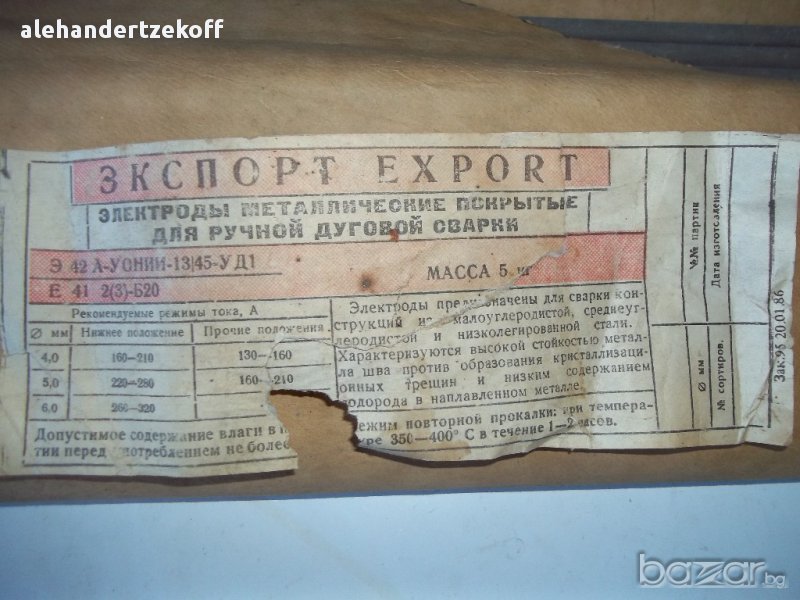 alehandertzekoff
ЭКСПОРТ EXPORT
ЭЛЕКТРОДЫ МЕТАЛЛИЧЕСКИЕ ПОКРЫТЫЕ
ДЛЯ РУЧНОЙ ДУГОВОЙ СВАРКИ
Э 42 А-УОНИИ-13/45-УД1
Е 41 2(3)-Б20
МАССА 5 кг
Рекомендуемые режимы тока, А
Ø мм Нижнее положение Прочие положения
4,0 160—210 130—160
5,0 220—280 160—210
6,0 260—320
Допустимое содержание влаги в
тии перед употреблением не более
Электроды предназначены для сварки кон-
струкций из малоуглеродистой, среднеуг-
леродистой и низколегированной стали.
Характеризуются высокой стойкостью метал-
ла шва против образования кристаллизаци-
онных трещин и низким содержанием
водорода в наплавленном металле.
Режим повторной прокалки: при темпера-
туре 350—400° С в течение 1—2 часов.
№№ партии
Дата изготовления
Ø мм
№ сортиров.
Зак.95 20.01.86
bazar.bg